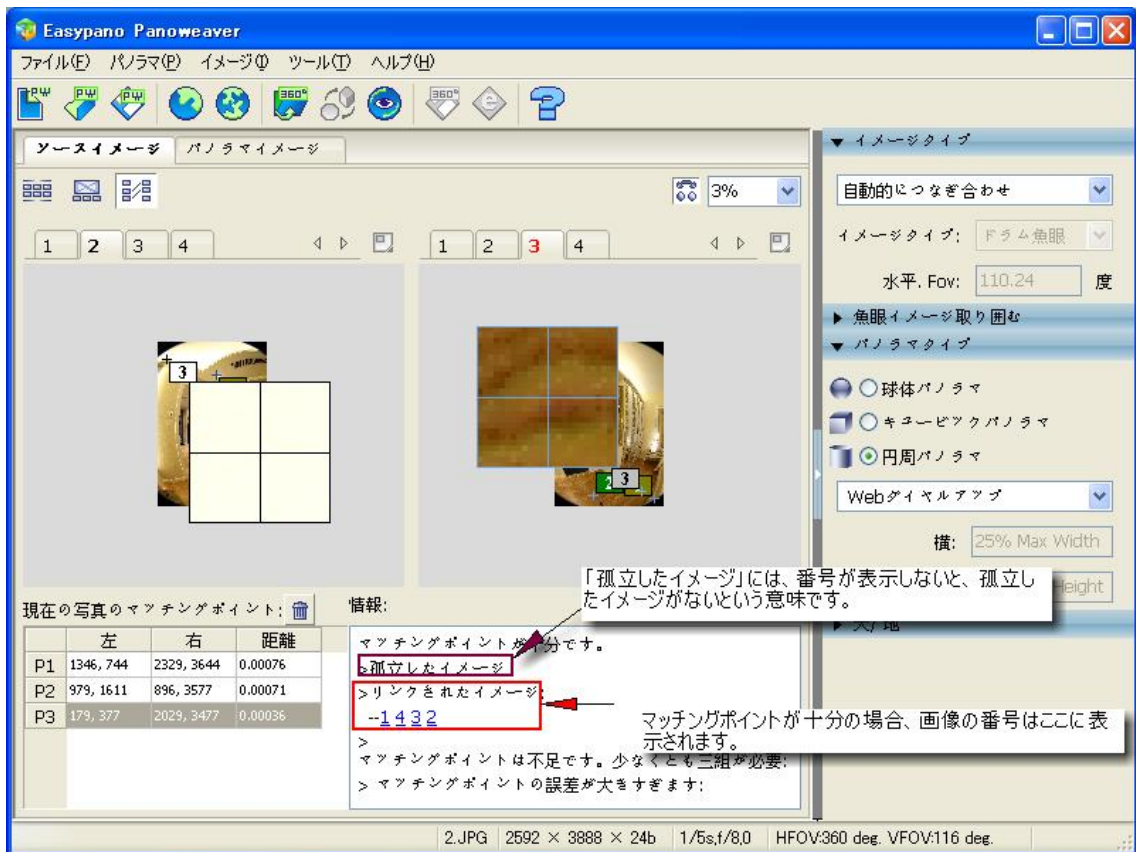 Easypano Panoweaver
ファイル(F) パノラマ(P) イメージ(I) ツール(T) ヘルプ(H)
ソースイメージ パノラマイメージ
3%
1 2 3 4
1 2 3 4
3
2 3
現在の写真のマッチングポイント:
左 右 距離
P1 1346, 744 2329, 3644 0.00076
P2 979, 1611 896, 3577 0.00071
P3 179, 377 2029, 3477 0.00036
情報:
マッチングポイントが十分です。
>孤立したイメージ
>リンクされたイメージ:
--1 4 3 2
>
マッチングポイントは不足です。少なくとも三組が必要:
> マッチングポイントの誤差が大きすぎます:
「孤立したイメージ」には、番号が表示しないと、孤立し
たイメージがないという意味です。
マッチングポイントが十分の場合、画像の番号はここに表
示されます。
イメージタイプ
自動的につなぎ合わせ
イメージタイプ: ドラム魚眼
水平. Fov: 110.24 度
魚眼イメージ取り囲む
パノラマタイプ
球体パノラマ
キュービックパノラマ
円周パノラマ
Webダイヤルアップ
横: 25% Max Width
Height
天/地
2.JPG 2592 × 3888 × 24b 1/5s,f/8.0 HFOV:360 deg. VFOV:116 deg.